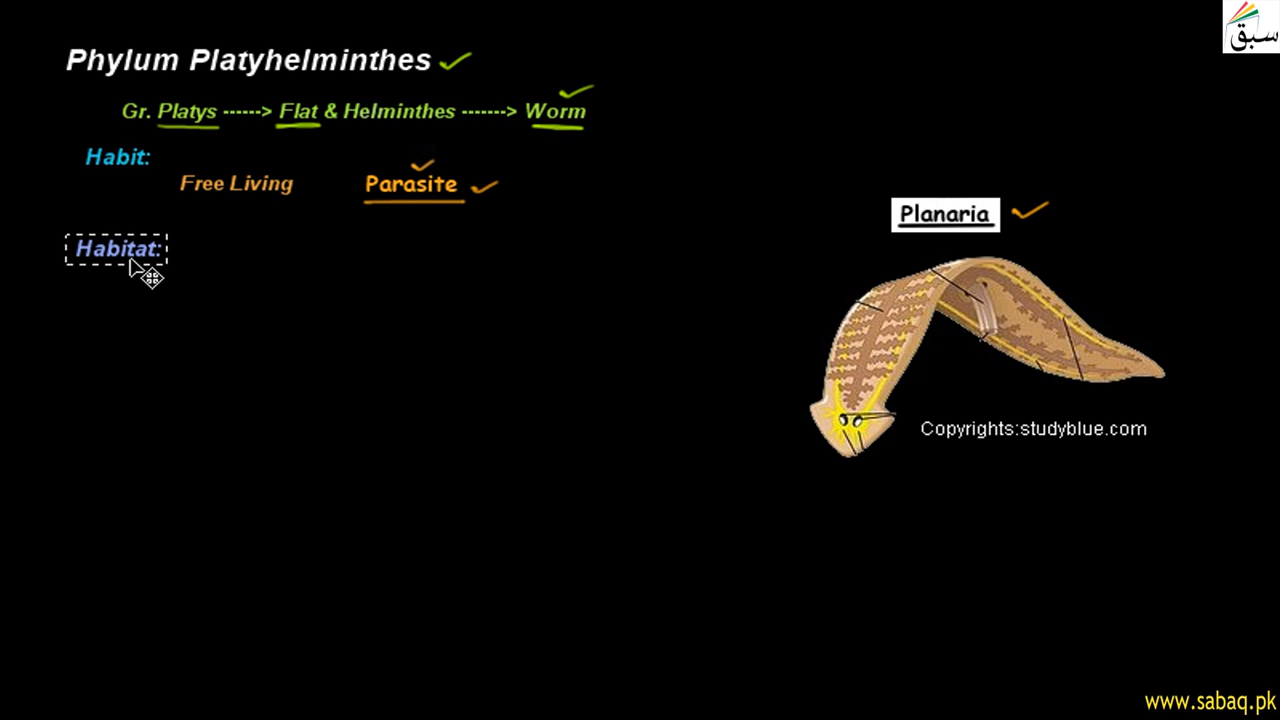 Phylum Platyhelminthes
Gr. Platys ------> Flat & Helminthes -------> Worm
Habit:
Free Living Parasite
Habitat:
Planaria
Copyrights:studyblue.com
سبق
www.sabaq.pk